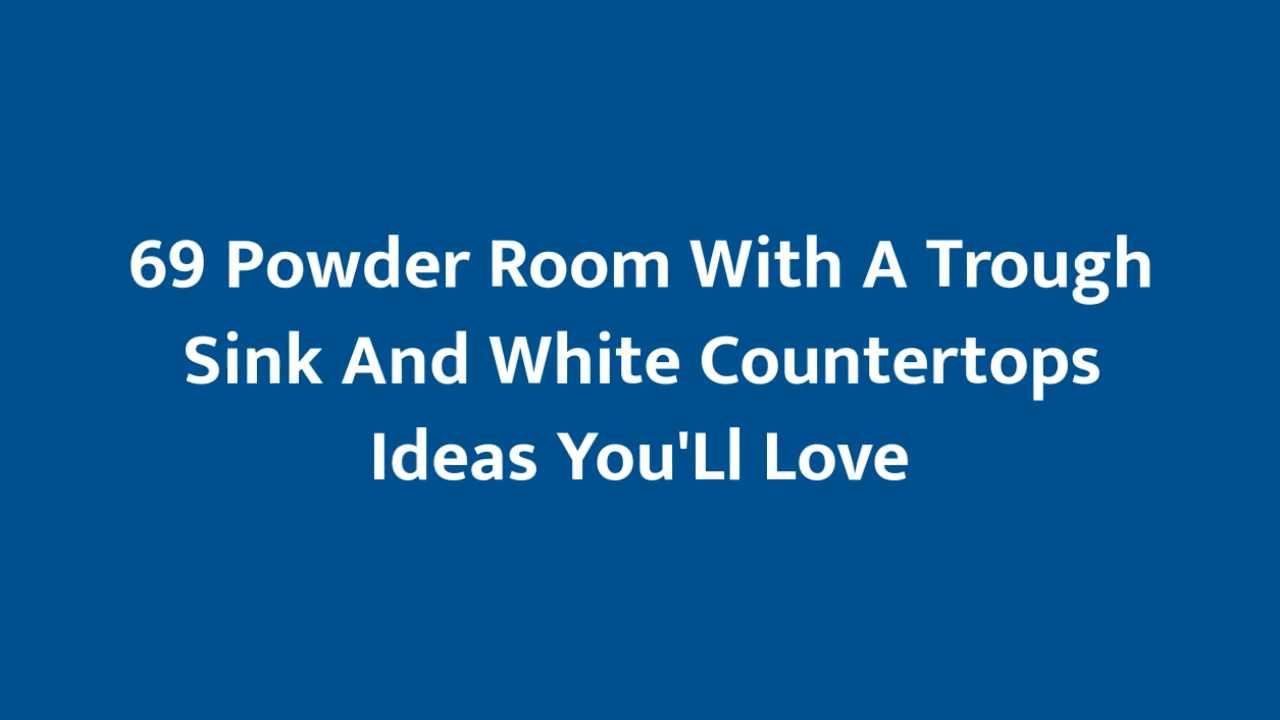 69 Powder Room With A Trough
Sink And White Countertops
Ideas You'Ll Love